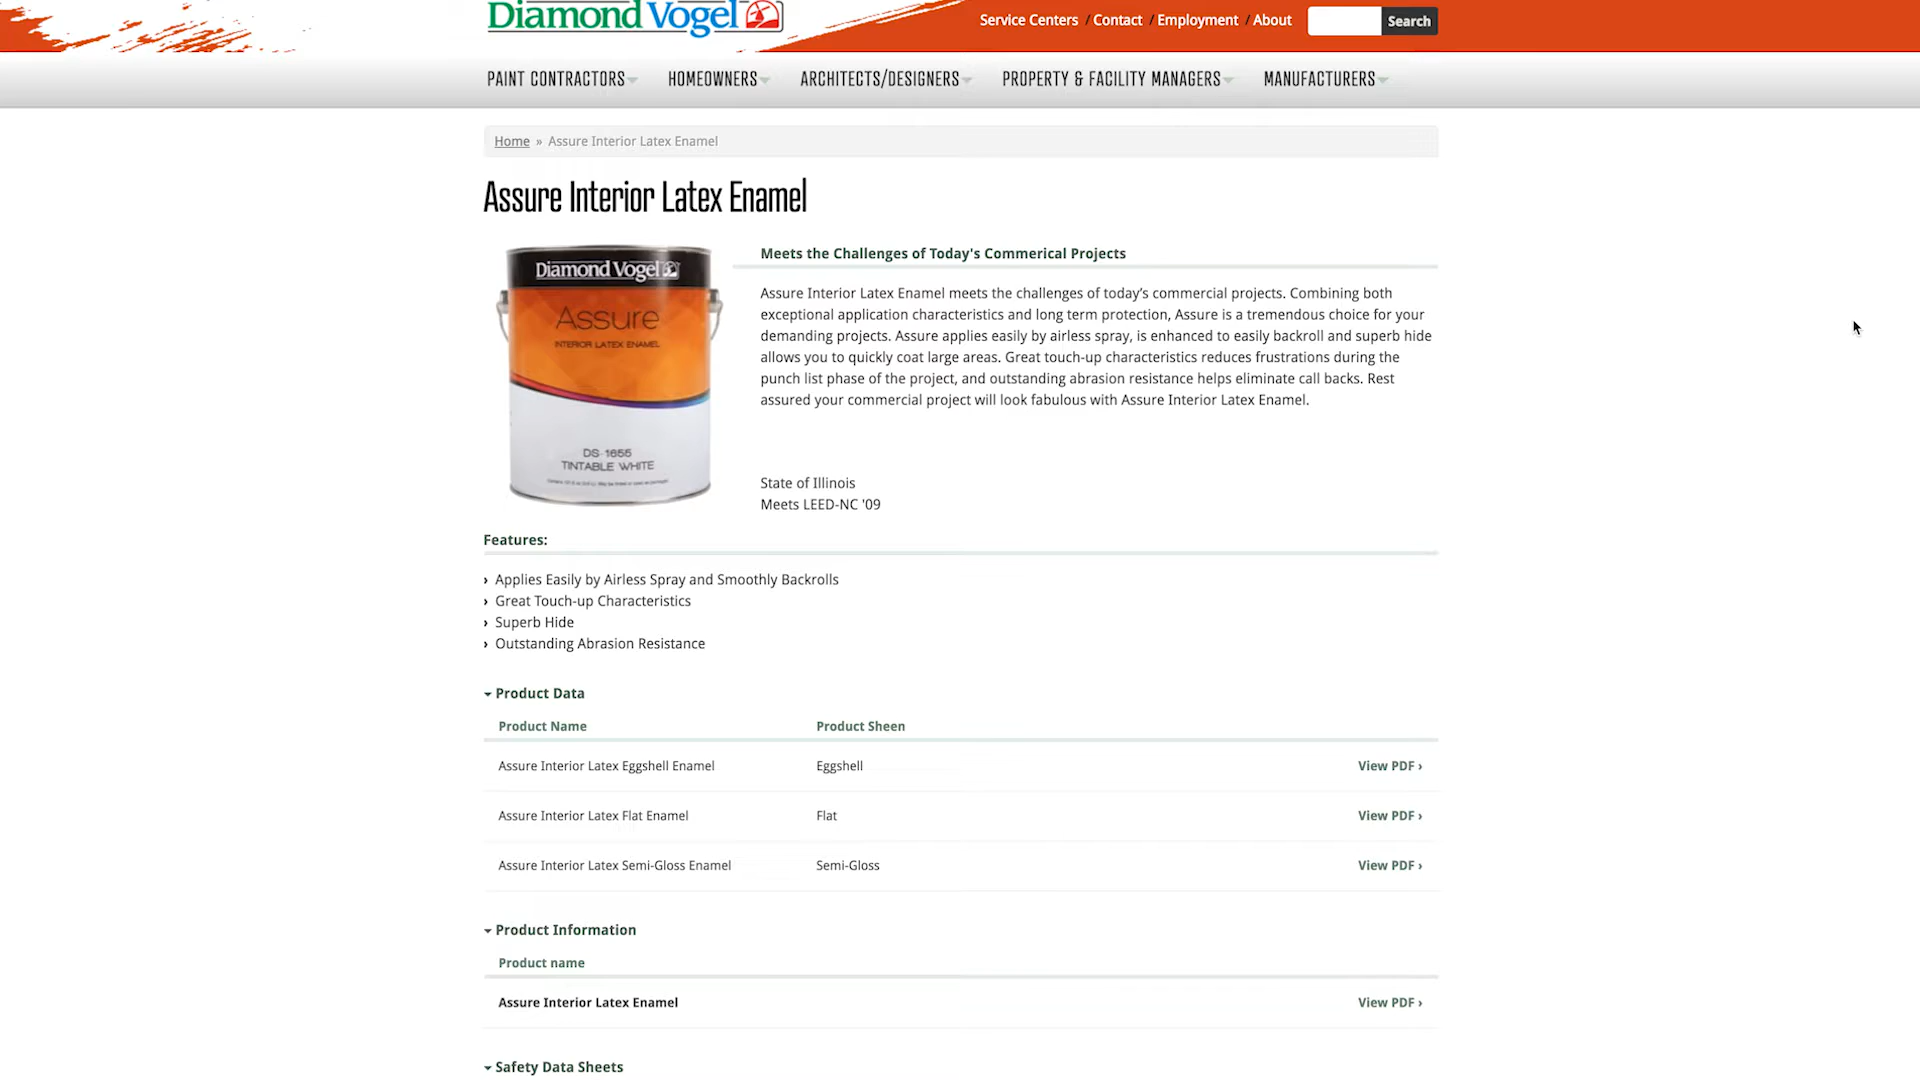 Diamond Vogel
Service Centers / Contact / Employment / About
Search
PAINT CONTRACTORS
HOMEOWNERS
ARCHITECTS/DESIGNERS
PROPERTY & FACILITY MANAGERS
MANUFACTURERS
Home » Assure Interior Latex Enamel
Assure Interior Latex Enamel
Diamond Vogel
Assure
INTERIOR LATEX ENAMEL
DS-1655
TINTABLE WHITE
Meets the Challenges of Today's Commerical Projects
Assure Interior Latex Enamel meets the challenges of today’s commercial projects. Combining both
exceptional application characteristics and long term protection, Assure is a tremendous choice for your
demanding projects. Assure applies easily by airless spray, is enhanced to easily backroll and superb hide
allows you to quickly coat large areas. Great touch-up characteristics reduces frustrations during the
punch list phase of the project, and outstanding abrasion resistance helps eliminate call backs. Rest
assured your commercial project will look fabulous with Assure Interior Latex Enamel.
State of Illinois
Meets LEED-NC '09
Features:
› Applies Easily by Airless Spray and Smoothly Backrolls
› Great Touch-up Characteristics
› Superb Hide
› Outstanding Abrasion Resistance
Product Data
Product Name Product Sheen
Assure Interior Latex Eggshell Enamel Eggshell View PDF ›
Assure Interior Latex Flat Enamel Flat View PDF ›
Assure Interior Latex Semi-Gloss Enamel Semi-Gloss View PDF ›
Product Information
Product name
Assure Interior Latex Enamel View PDF ›
Safety Data Sheets